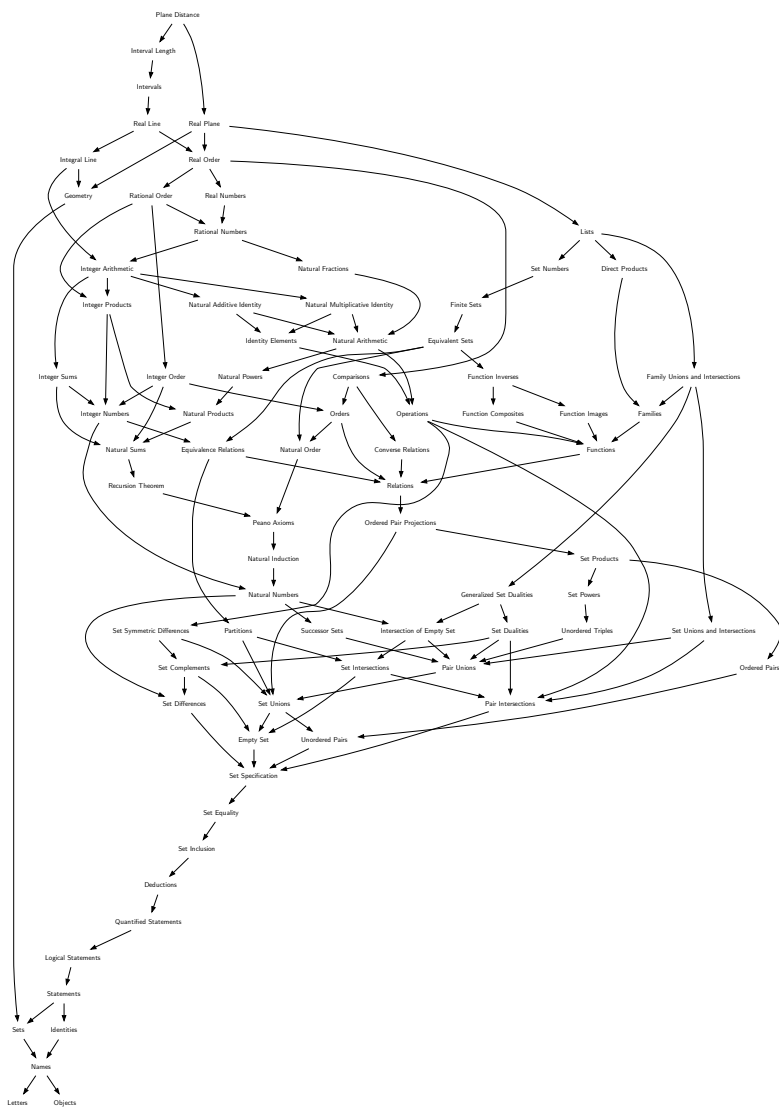 Plane Distance
Interval Length
Intervals
Real Line
Real Plane
Integral Line
Real Order
Geometry
Rational Order
Real Numbers
Rational Numbers
Lists
Integer Arithmetic
Natural Fractions
Set Numbers
Direct Products
Integer Products
Natural Additive Identity
Natural Multiplicative Identity
Finite Sets
Identity Elements
Natural Arithmetic
Equivalent Sets
Integer Sums
Integer Order
Natural Powers
Comparisons
Function Inverses
Family Unions and Intersections
Integer Numbers
Natural Products
Orders
Operations
Function Composites
Function Images
Families
Natural Sums
Equivalence Relations
Natural Order
Converse Relations
Functions
Recursion Theorem
Relations
Peano Axioms
Ordered Pair Projections
Natural Induction
Set Products
Natural Numbers
Generalized Set Dualities
Set Powers
Set Symmetric Differences
Partitions
Successor Sets
Intersection of Empty Set
Set Dualities
Unordered Triples
Set Unions and Intersections
Set Complements
Set Intersections
Pair Unions
Ordered Pairs
Set Differences
Set Unions
Pair Intersections
Empty Set
Unordered Pairs
Set Specification
Set Equality
Set Inclusion
Deductions
Quantified Statements
Logical Statements
Statements
Sets
Identities
Names
Letters
Objects